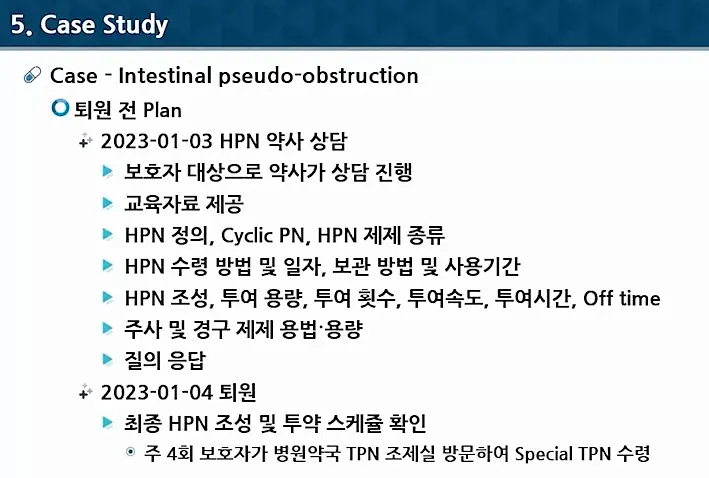 5. Case Study
Case - Intestinal pseudo-obstruction
퇴원 전 Plan
2023-01-03 HPN 약사 상담
보호자 대상으로 약사가 상담 진행
교육자료 제공
HPN 정의, Cyclic PN, HPN 제제 종류
HPN 수령 방법 및 일자, 보관 방법 및 사용기간
HPN 조성, 투여 용량, 투여 횟수, 투여속도, 투여시간, Off time
주사 및 경구 제제 용법·용량
질의 응답
2023-01-04 퇴원
최종 HPN 조성 및 투약 스케쥴 확인
주 4회 보호자가 병원약국 TPN 조제실 방문하여 Special TPN 수령